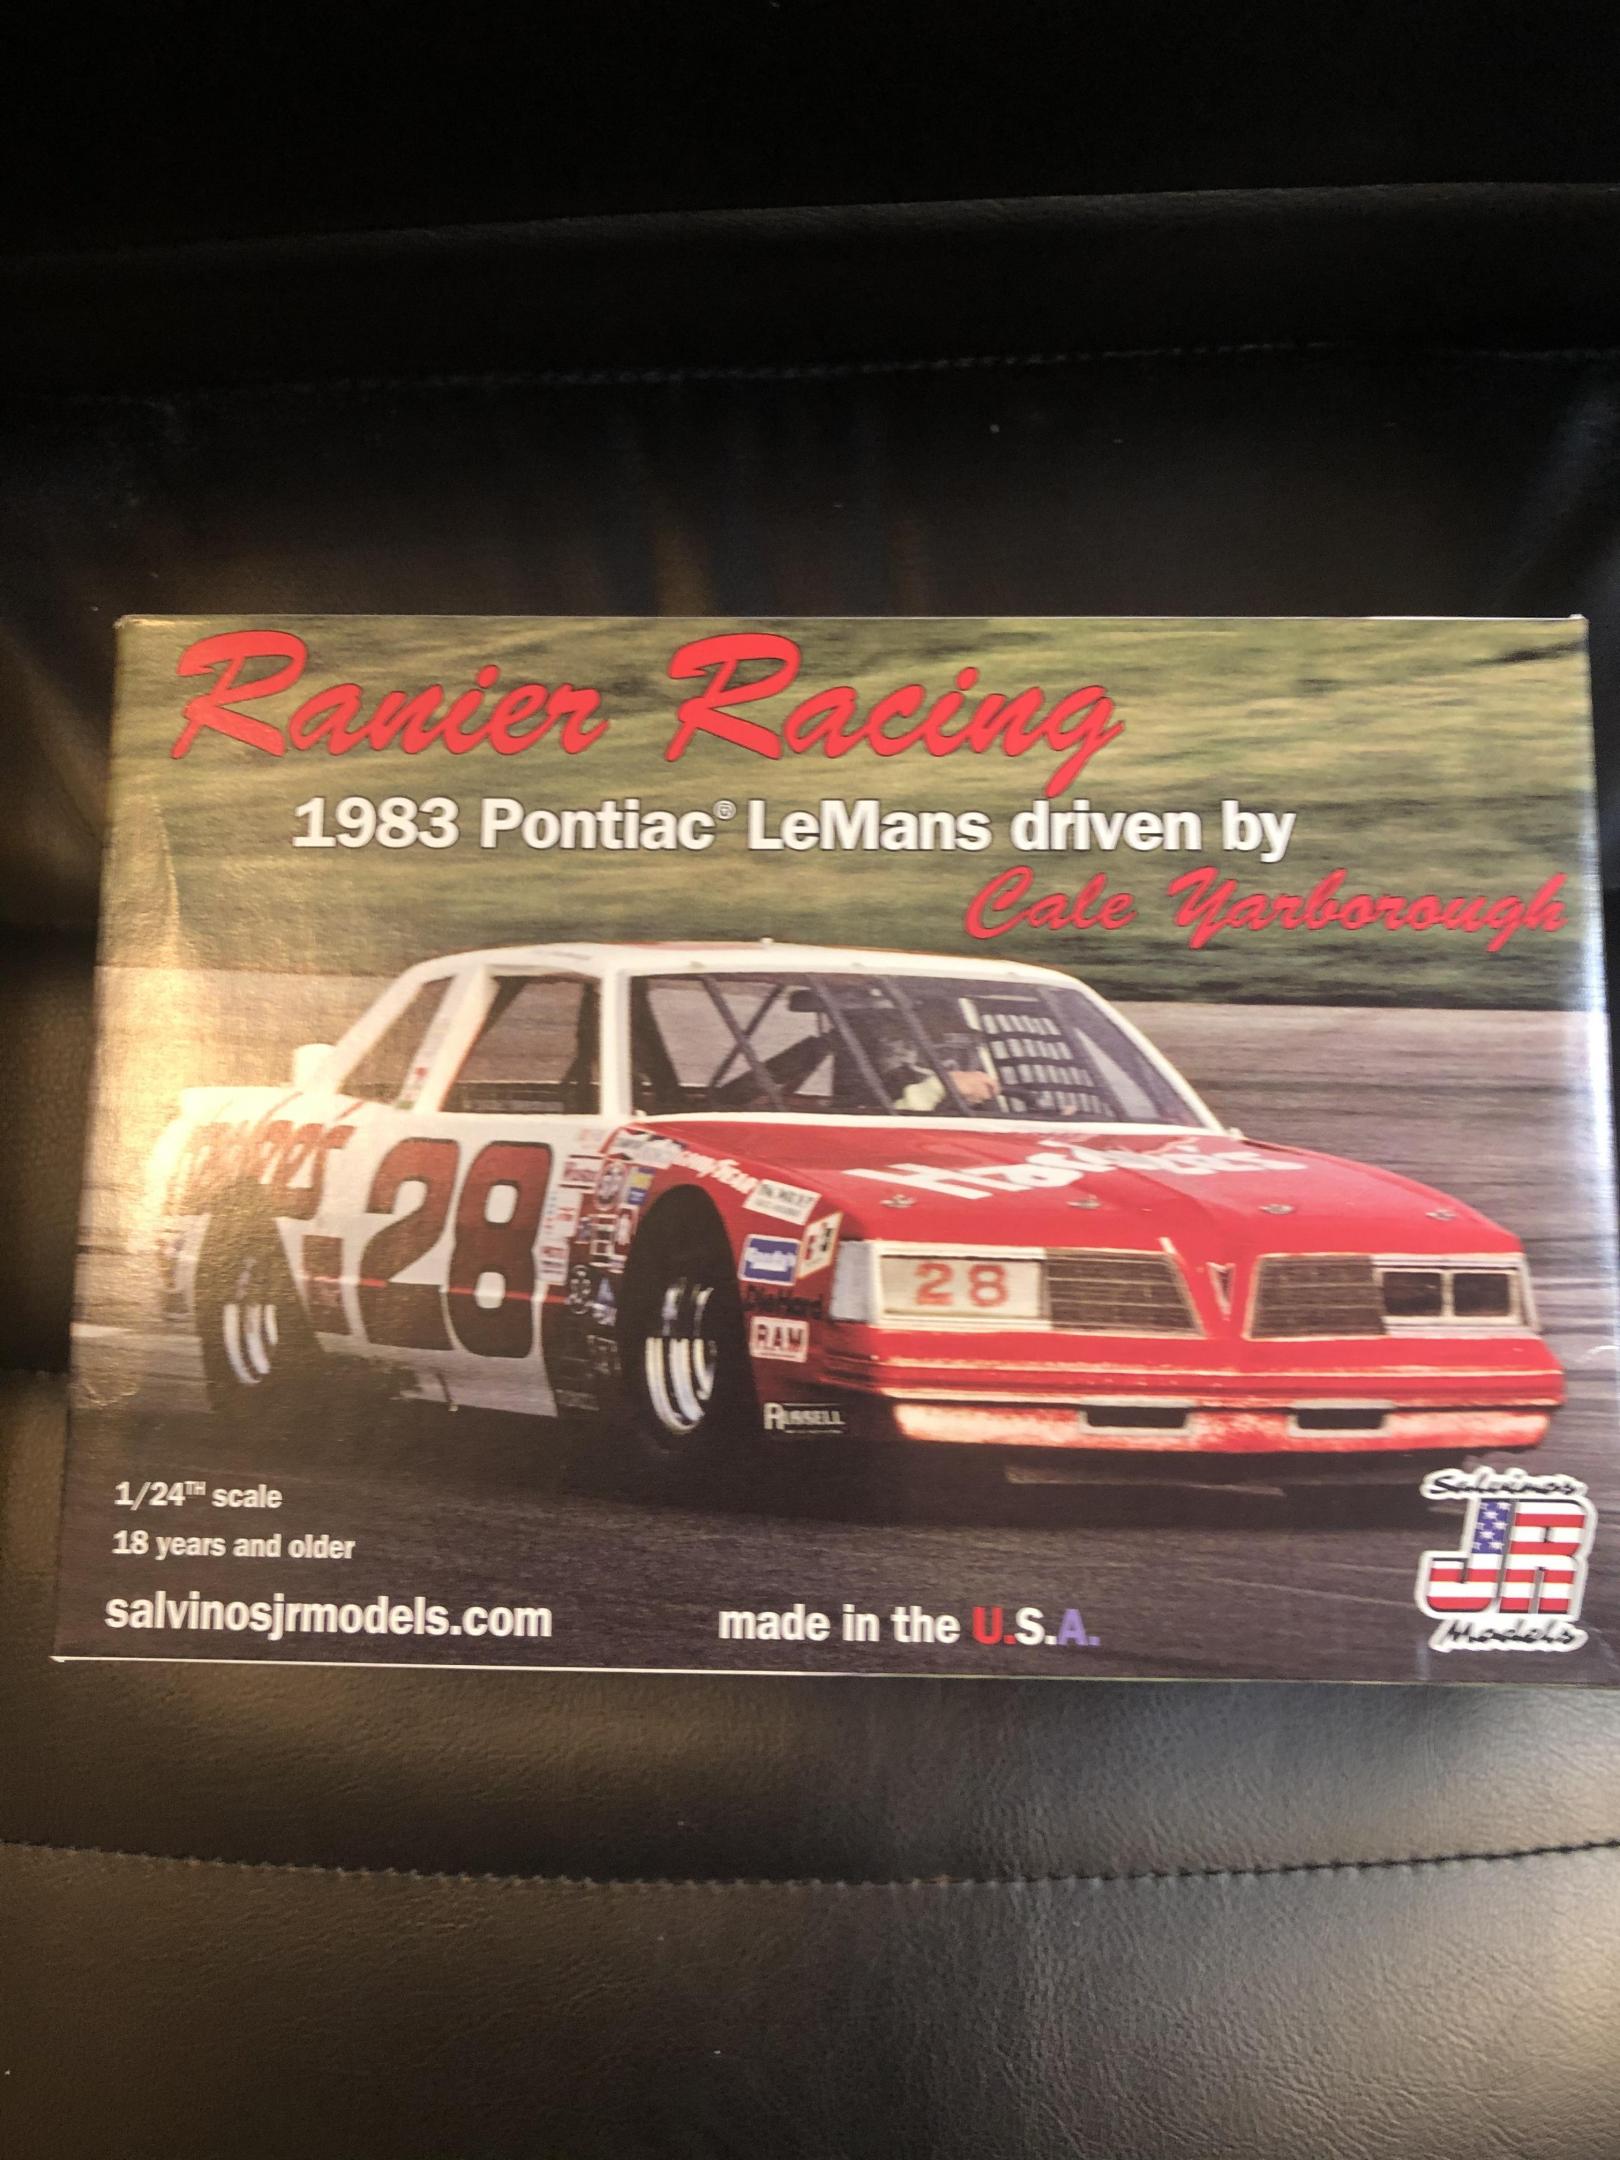 Ranier Racing
1983 Pontiac® LeMans driven by
Cale Yarborough
28
28
RAM
RUSSELL
DieHard
1/24TH scale
18 years and older
salvinosjrmodels.com
made in the U.S.A.
Salvinos
JR
Models